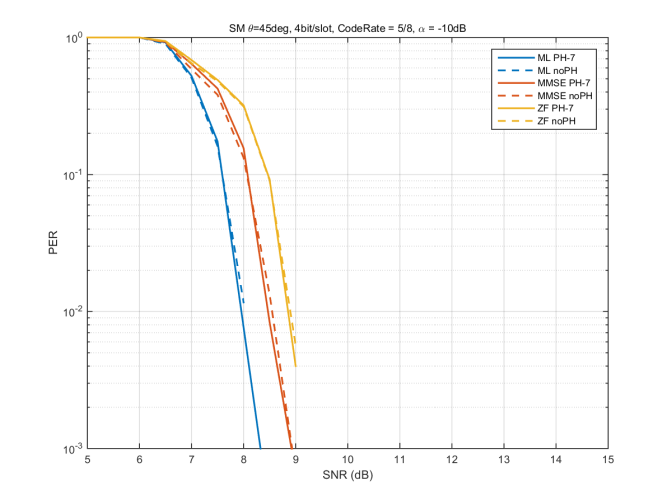 SM θ=45deg, 4bit/slot, CodeRate = 5/8, α = -10dB
ML PH-7
ML noPH
MMSE PH-7
MMSE noPH
ZF PH-7
ZF noPH
PER
10^0
10^-1
10^-2
10^-3
5 6 7 8 9 10 11 12 13 14 15
SNR (dB)